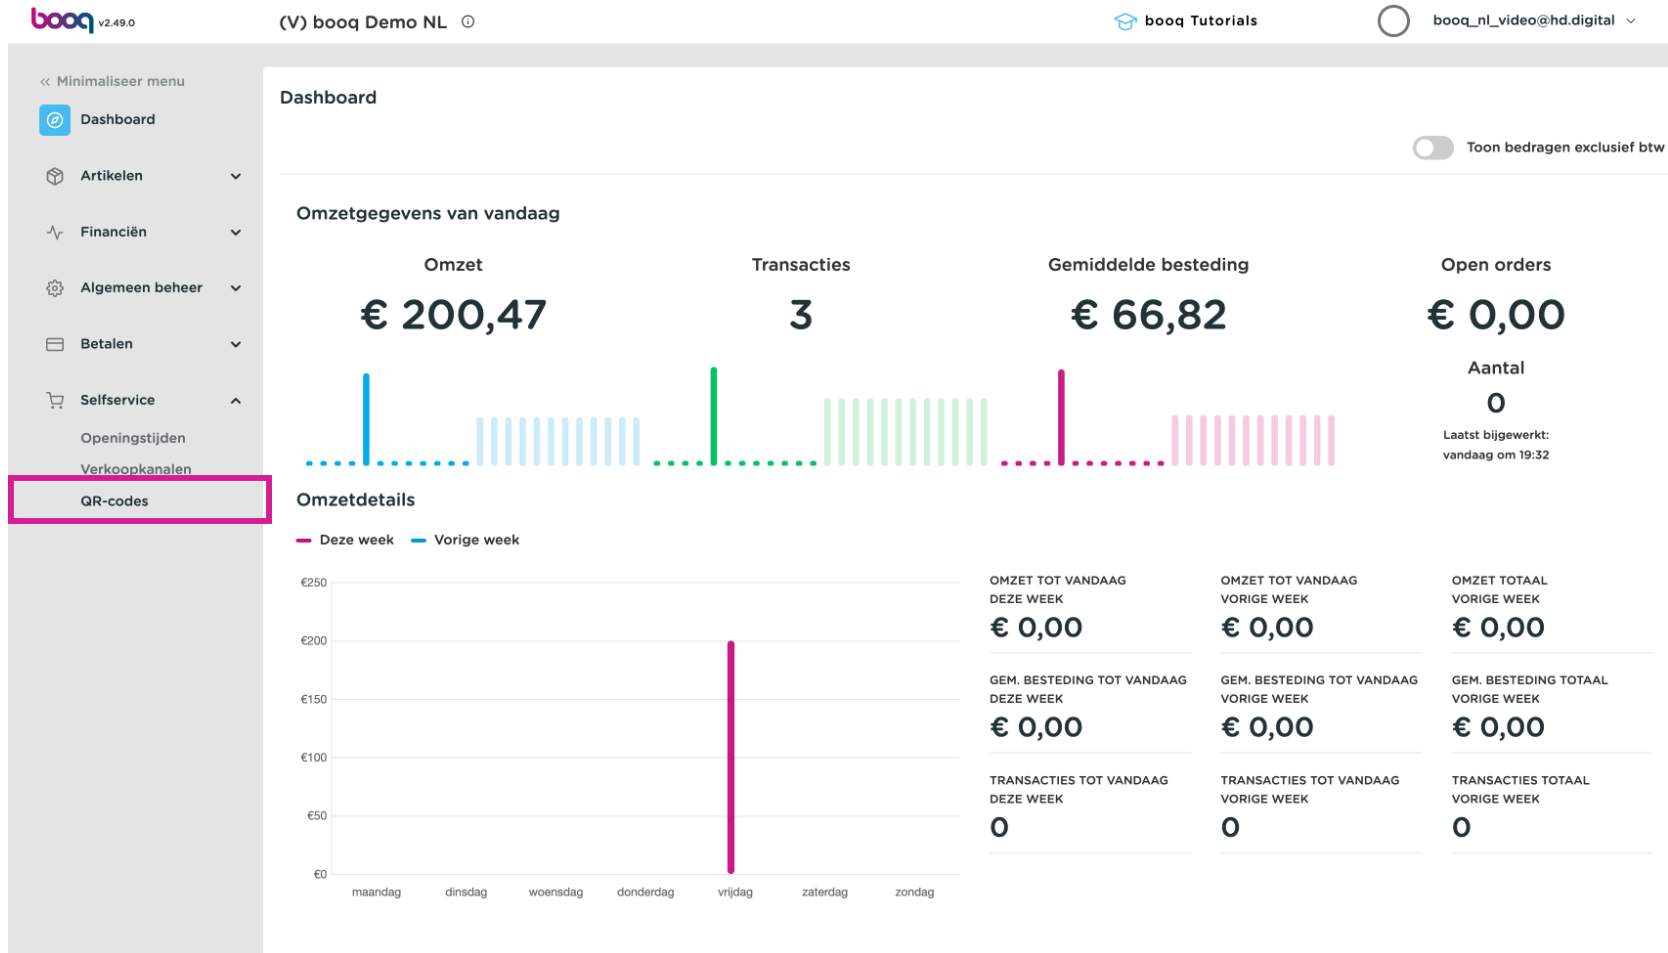 booq v2.49.0
(V) booq Demo NL
booq Tutorials
booq_nl_video@hd.digital
« Minimaliseer menu
Dashboard
Artikelen
Financiën
Algemeen beheer
Betalen
Selfservice
Openingstijden
Verkoopkanalen
QR-codes
Dashboard
Toon bedragen exclusief btw
Omzetgegevens van vandaag
Omzet
€ 200,47
Transacties
3
Gemiddelde besteding
€ 66,82
Open orders
€ 0,00
Aantal
0
Laatst bijgewerkt:
vandaag om 19:32
Omzetdetails
Deze week Vorige week
€250
€200
€150
€100
€50
€0
maandag dinsdag woensdag donderdag vrijdag zaterdag zondag
OMZET TOT VANDAAG
DEZE WEEK
€ 0,00
OMZET TOT VANDAAG
VORIGE WEEK
€ 0,00
OMZET TOTAAL
VORIGE WEEK
€ 0,00
GEM. BESTEDING TOT VANDAAG
DEZE WEEK
€ 0,00
GEM. BESTEDING TOT VANDAAG
VORIGE WEEK
€ 0,00
GEM. BESTEDING TOTAAL
VORIGE WEEK
€ 0,00
TRANSACTIES TOT VANDAAG
DEZE WEEK
0
TRANSACTIES TOT VANDAAG
VORIGE WEEK
0
TRANSACTIES TOTAAL
VORIGE WEEK
0